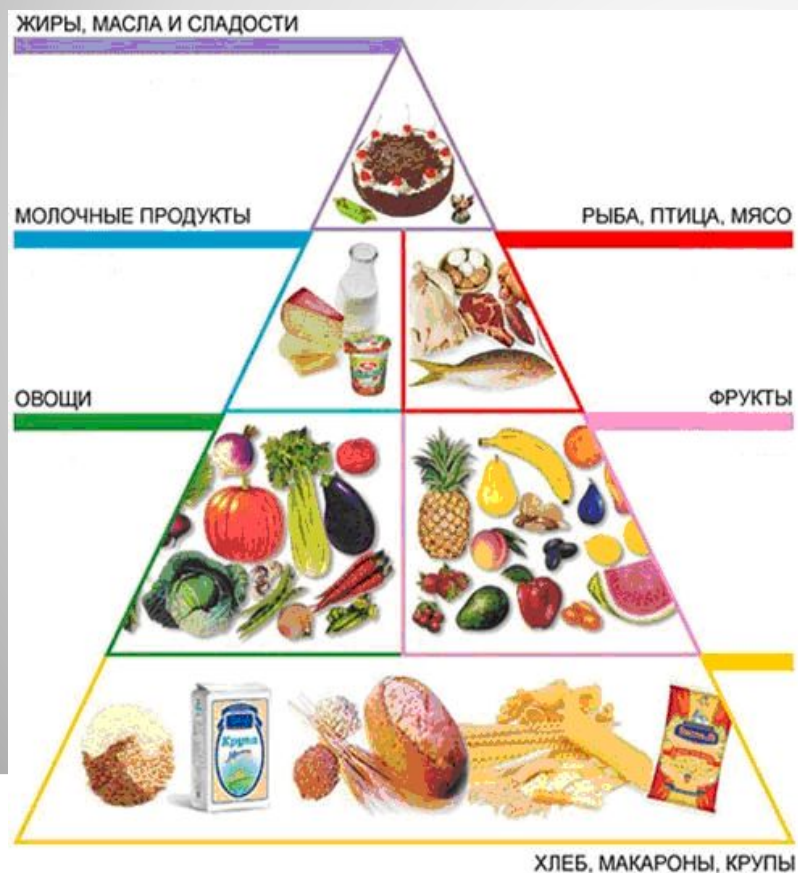 ЖИРЫ, МАСЛА И СЛАДОСТИ
МОЛОЧНЫЕ ПРОДУКТЫ
РЫБА, ПТИЦА, МЯСО
ОВОЩИ
ФРУКТЫ
Крупа
ХЛЕБ, МАКАРОНЫ, КРУПЫ